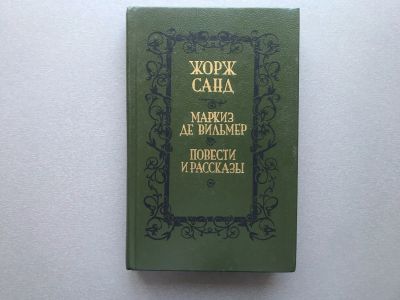 ЖОРЖ
САНД
МАРКИЗ
ДЕ ВИЛЬМЕР
ПОВЕСТИ
И РАССКАЗЫ